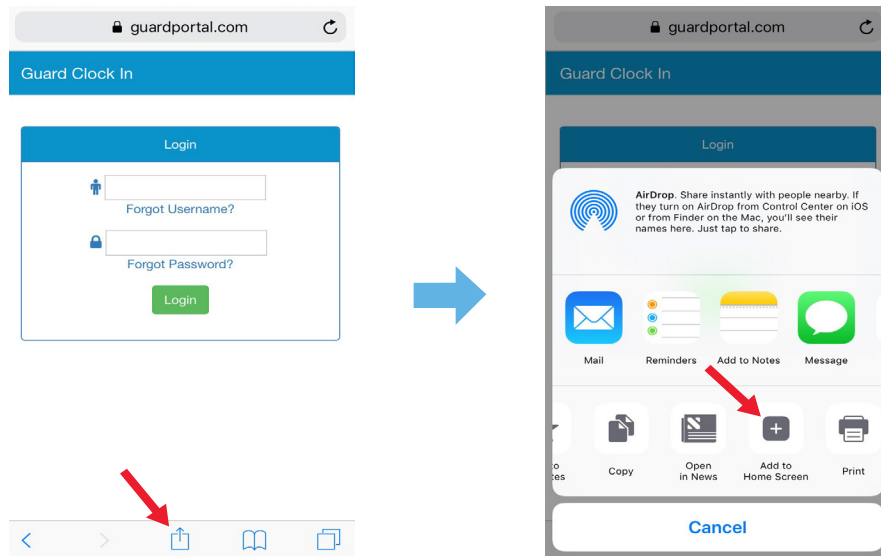 guardportal.com
Guard Clock In
Login
Forgot Username?
Forgot Password?
Login
guardportal.com
Guard Clock In
Login
AirDrop. Share instantly with people nearby. If
they turn on AirDrop from Control Center on iOS
or from Finder on the Mac, you'll see their
names here. Just tap to share.
Mail
Reminders
Add to Notes
Message
Copy
Open
in News
Add to
Home Screen
Print
Cancel